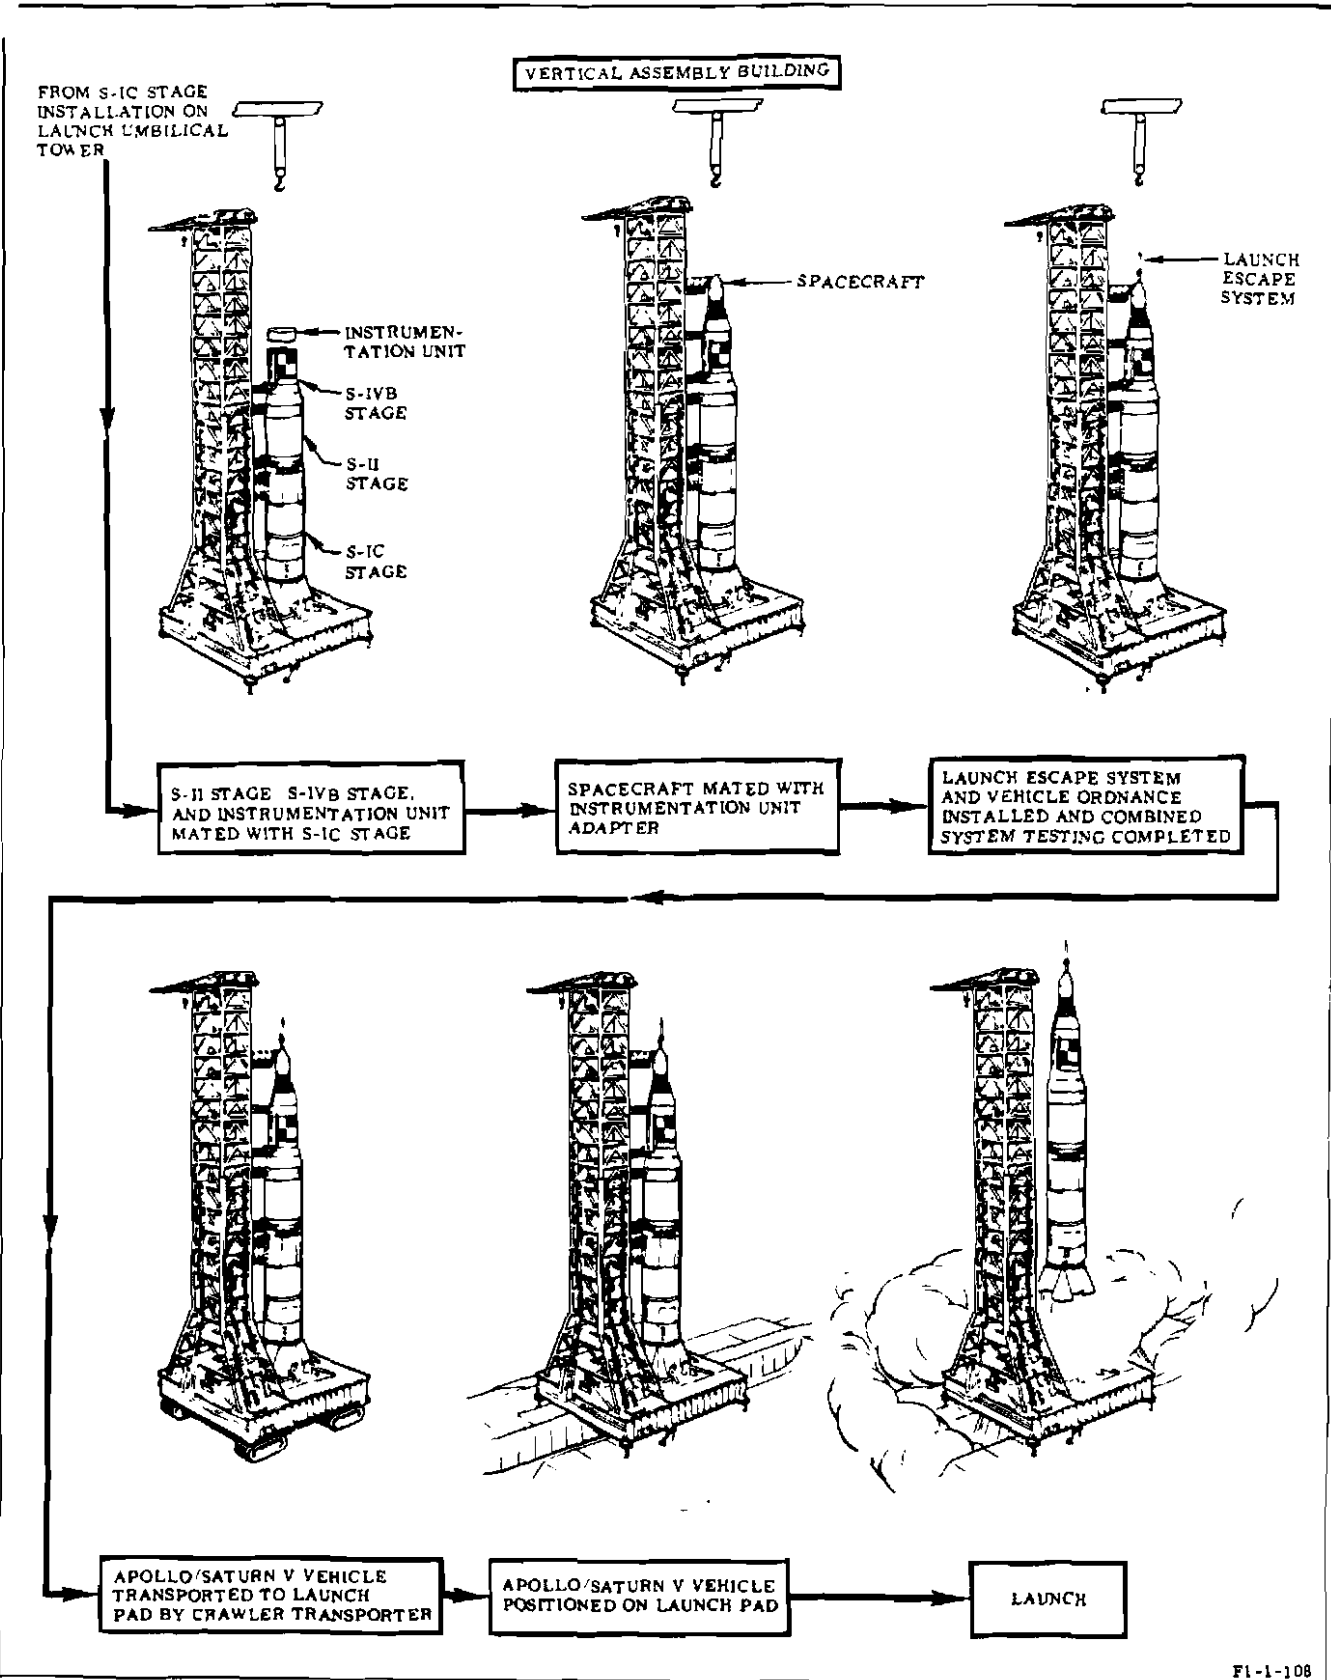 VERTICAL ASSEMBLY BUILDING
FROM S-IC STAGE
INSTALLATION ON
LAUNCH UMBILICAL
TOWER
INSTRUMEN-
TATION UNIT
S-IVB
STAGE
S-II
STAGE
S-IC
STAGE
SPACECRAFT
LAUNCH
ESCAPE
SYSTEM
S-II STAGE S-IVB STAGE,
AND INSTRUMENTATION UNIT
MATED WITH S-IC STAGE
SPACECRAFT MATED WITH
INSTRUMENTATION UNIT
ADAPTER
LAUNCH ESCAPE SYSTEM
AND VEHICLE ORDNANCE
INSTALLED AND COMBINED
SYSTEM TESTING COMPLETED
APOLLO/SATURN V VEHICLE
TRANSPORTED TO LAUNCH
PAD BY CRAWLER TRANSPORTER
APOLLO/SATURN V VEHICLE
POSITIONED ON LAUNCH PAD
LAUNCH
F1-1-108